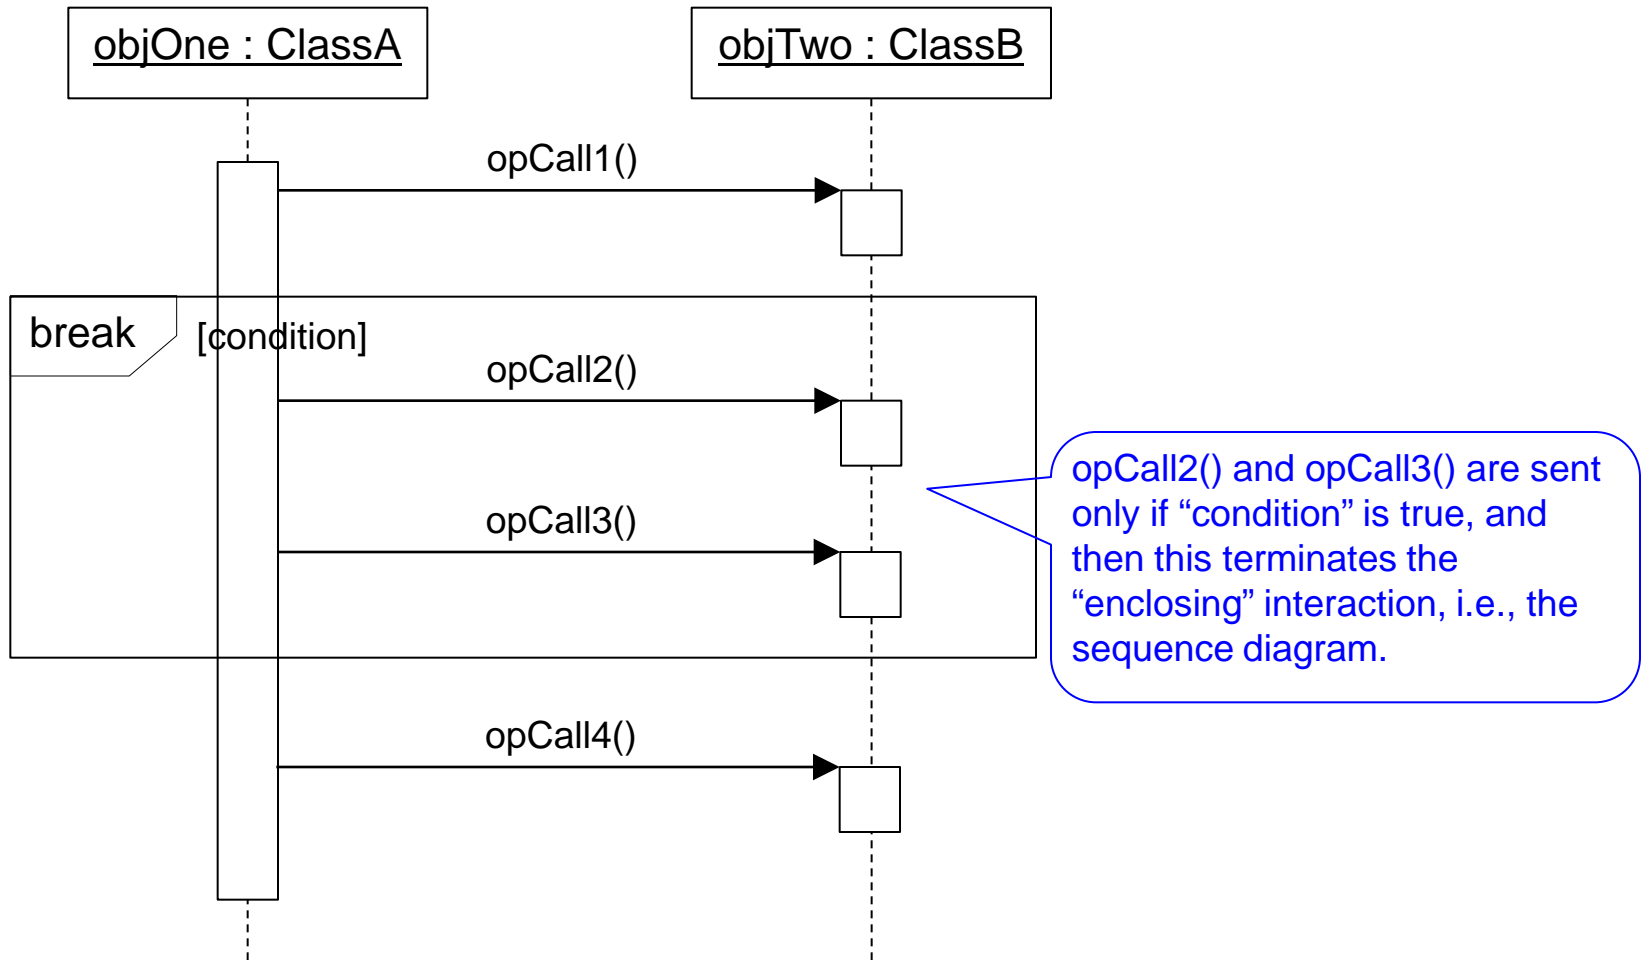 objOne : ClassA
objTwo : ClassB
opCall1()
break
[condition]
opCall2()
opCall3()
opCall2() and opCall3() are sent
only if “condition” is true, and
then this terminates the
“enclosing” interaction, i.e., the
sequence diagram.
opCall4()